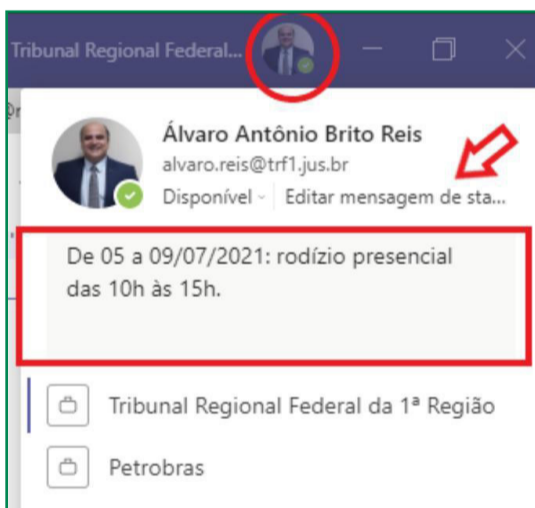 Tribunal Regional Federal...
Álvaro Antônio Brito Reis
alvaro.reis@trf1.jus.br
Disponível Editar mensagem de sta...
De 05 a 09/07/2021: rodízio presencial
das 10h às 15h.
Tribunal Regional Federal da 1ª Região
Petrobras